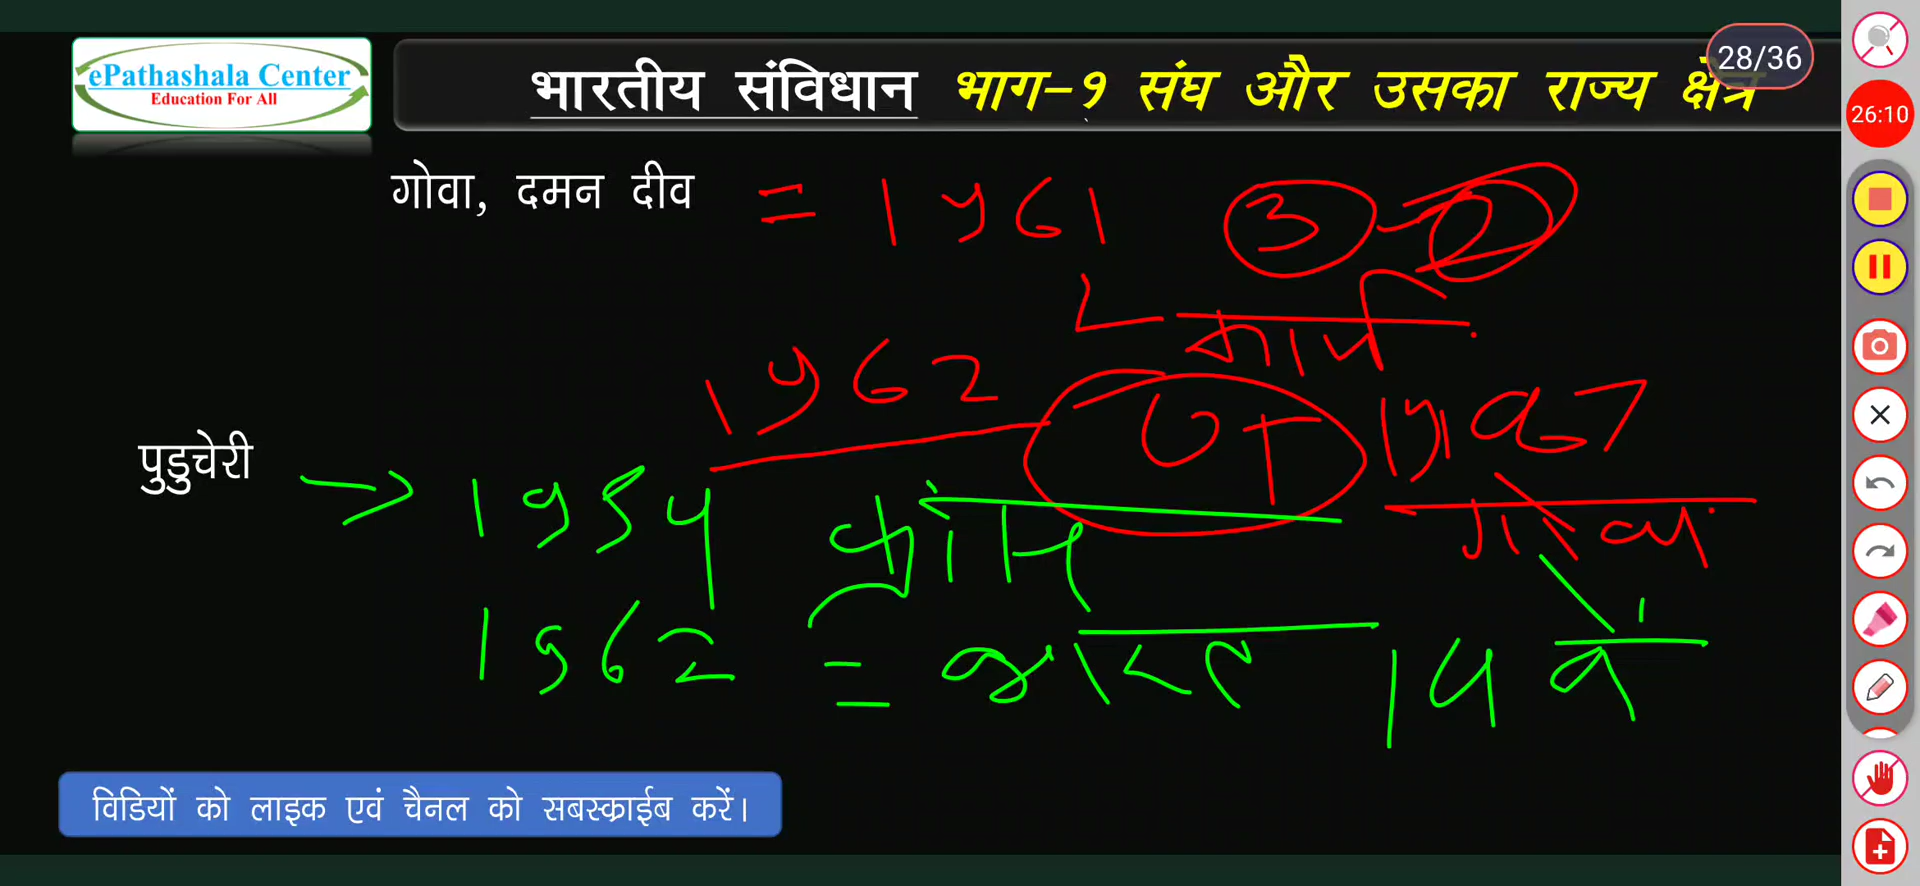 ePathashala Center
Education For All
भारतीय संविधान भाग-१ संघ और उसका राज्य क्षेत्र
28/36
26:10
गोवा, दमन दीव = 1961 3 2
1962 UT 1987
पुडुचेरी → 1954
1962 = भारत 14 वां
विडियों को लाइक एवं चैनल को सबस्क्राईब करें।